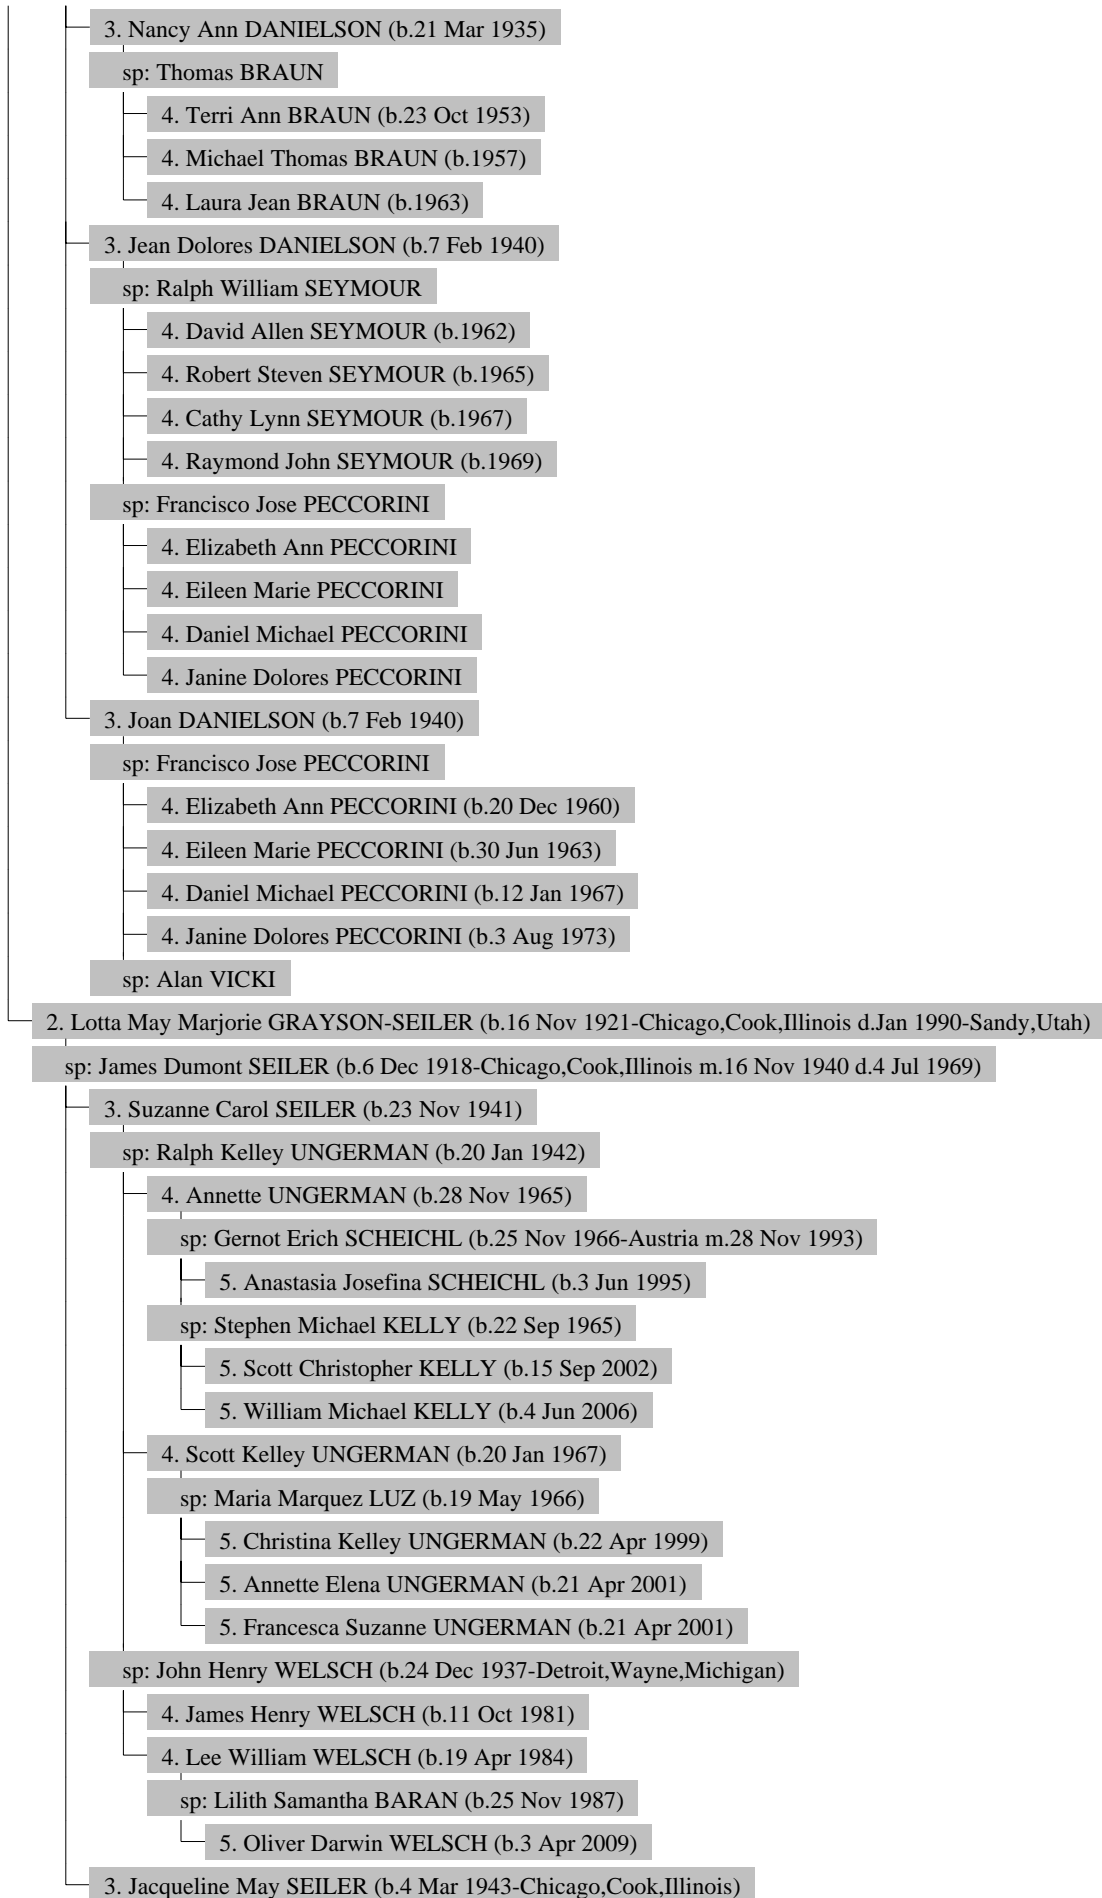 3. Nancy Ann DANIELSON (b.21 Mar 1935)
sp: Thomas BRAUN
4. Terri Ann BRAUN (b.23 Oct 1953)
4. Michael Thomas BRAUN (b.1957)
4. Laura Jean BRAUN (b.1963)
3. Jean Dolores DANIELSON (b.7 Feb 1940)
sp: Ralph William SEYMOUR
4. David Allen SEYMOUR (b.1962)
4. Robert Steven SEYMOUR (b.1965)
4. Cathy Lynn SEYMOUR (b.1967)
4. Raymond John SEYMOUR (b.1969)
sp: Francisco Jose PECCORINI
4. Elizabeth Ann PECCORINI
4. Eileen Marie PECCORINI
4. Daniel Michael PECCORINI
4. Janine Dolores PECCORINI
3. Joan DANIELSON (b.7 Feb 1940)
sp: Francisco Jose PECCORINI
4. Elizabeth Ann PECCORINI (b.20 Dec 1960)
4. Eileen Marie PECCORINI (b.30 Jun 1963)
4. Daniel Michael PECCORINI (b.12 Jan 1967)
4. Janine Dolores PECCORINI (b.3 Aug 1973)
sp: Alan VICKI
2. Lotta May Marjorie GRAYSON-SEILER (b.16 Nov 1921-Chicago,Cook,Illinois d.Jan 1990-Sandy,Utah)
sp: James Dumont SEILER (b.6 Dec 1918-Chicago,Cook,Illinois m.16 Nov 1940 d.4 Jul 1969)
3. Suzanne Carol SEILER (b.23 Nov 1941)
sp: Ralph Kelley UNGERMAN (b.20 Jan 1942)
4. Annette UNGERMAN (b.28 Nov 1965)
sp: Gernot Erich SCHEICHL (b.25 Nov 1966-Austria m.28 Nov 1993)
5. Anastasia Josefina SCHEICHL (b.3 Jun 1995)
sp: Stephen Michael KELLY (b.22 Sep 1965)
5. Scott Christopher KELLY (b.15 Sep 2002)
5. William Michael KELLY (b.4 Jun 2006)
4. Scott Kelley UNGERMAN (b.20 Jan 1967)
sp: Maria Marquez LUZ (b.19 May 1966)
5. Christina Kelley UNGERMAN (b.22 Apr 1999)
5. Annette Elena UNGERMAN (b.21 Apr 2001)
5. Francesca Suzanne UNGERMAN (b.21 Apr 2001)
sp: John Henry WELSCH (b.24 Dec 1937-Detroit,Wayne,Michigan)
4. James Henry WELSCH (b.11 Oct 1981)
4. Lee William WELSCH (b.19 Apr 1984)
sp: Lilith Samantha BARAN (b.25 Nov 1987)
5. Oliver Darwin WELSCH (b.3 Apr 2009)
3. Jacqueline May SEILER (b.4 Mar 1943-Chicago,Cook,Illinois)